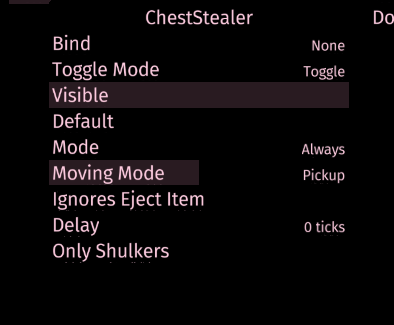 ChestStealer Do
Bind None
Toggle Mode Toggle
Visible
Default
Mode Always
Moving Mode Pickup
Ignores Eject Item
Delay 0 ticks
Only Shulkers